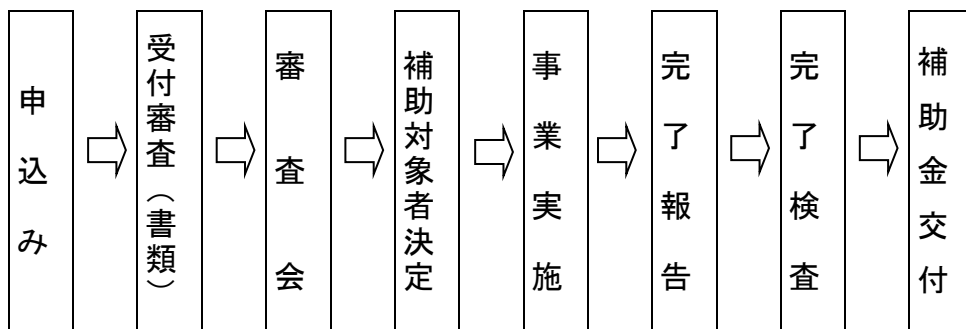 申込み
受付審査（書類）
審査会
補助対象者決定
事業実施
完了報告
完了検査
補助金交付